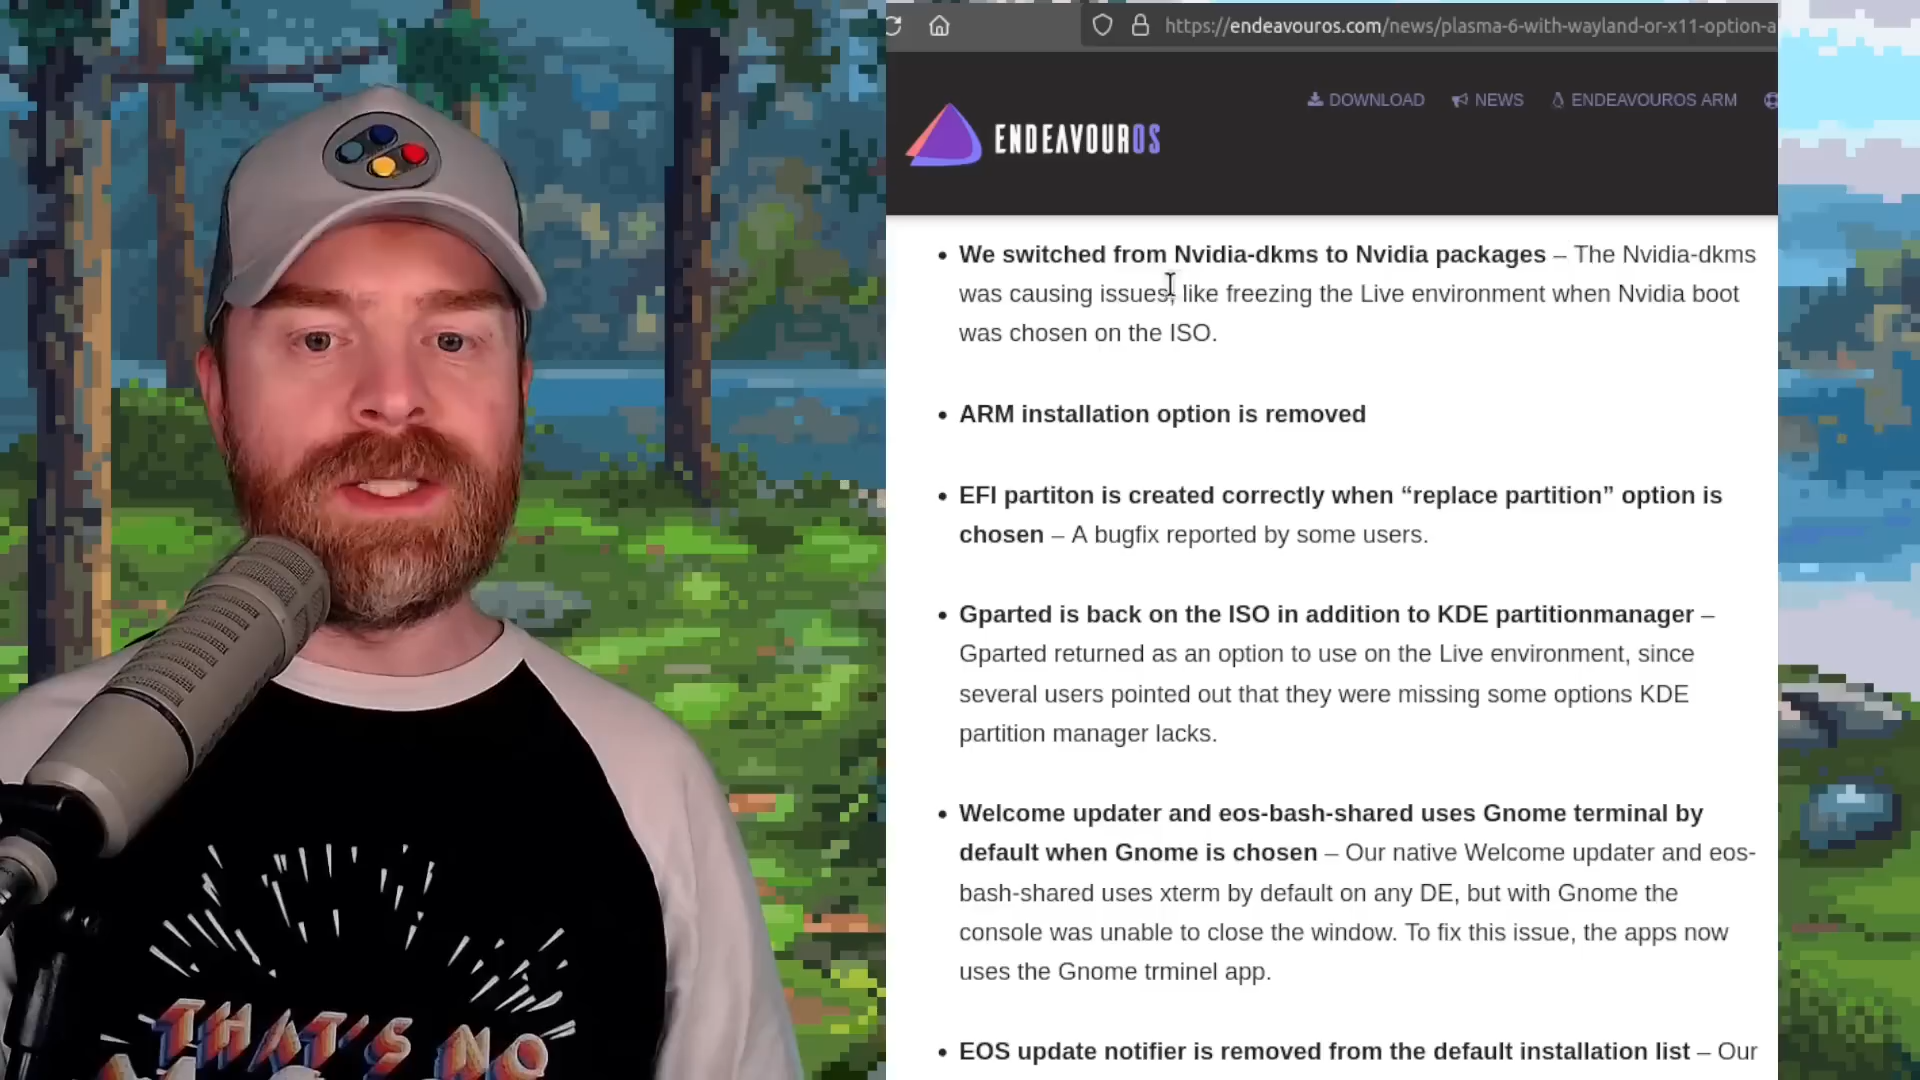 https://endeavouros.com/news/plasma-6-with-wayland-or-x11-option-a
DOWNLOAD NEWS ENDEAVOUROS ARM
ENDEAVOUROS
We switched from Nvidia-dkms to Nvidia packages – The Nvidia-dkms
was causing issues, like freezing the Live environment when Nvidia boot
was chosen on the ISO.
ARM installation option is removed
EFI partiton is created correctly when “replace partition” option is
chosen – A bugfix reported by some users.
Gparted is back on the ISO in addition to KDE partitionmanager –
Gparted returned as an option to use on the Live environment, since
several users pointed out that they were missing some options KDE
partition manager lacks.
Welcome updater and eos-bash-shared uses Gnome terminal by
default when Gnome is chosen – Our native Welcome updater and eos-
bash-shared uses xterm by default on any DE, but with Gnome the
console was unable to close the window. To fix this issue, the apps now
uses the Gnome trminel app.
EOS update notifier is removed from the default installation list – Our
THAT'S NO